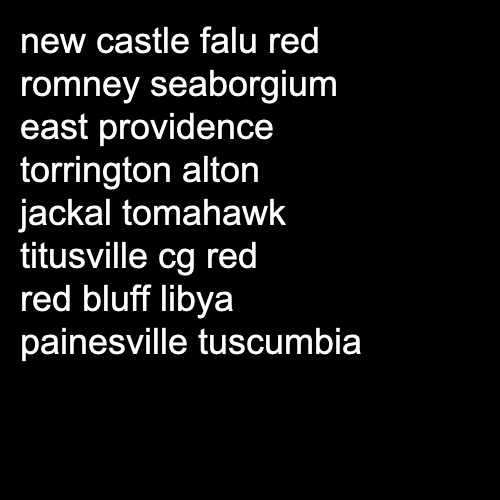 new castle falu red
romney seaborgium
east providence
torrington alton
jackal tomahawk
titusville cg red
red bluff libya
painesville tuscumbia